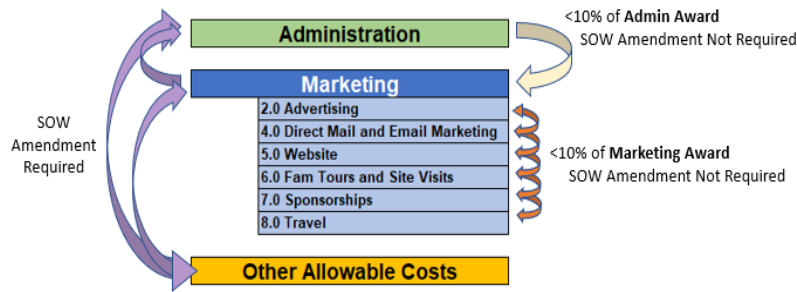 Administration
<10% of Admin Award
SOW Amendment Not Required
Marketing
2.0 Advertising
4.0 Direct Mail and Email Marketing
5.0 Website
6.0 Fam Tours and Site Visits
7.0 Sponsorships
8.0 Travel
SOW
Amendment
Required
<10% of Marketing Award
SOW Amendment Not Required
Other Allowable Costs